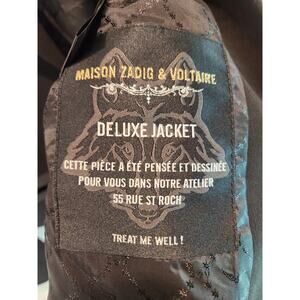 MAISON ZADIG & VOLTAIRE
DELUXE JACKET
CETTE PIÈCE A ÉTÉ PENSÉE ET DESSINÉE
POUR VOUS DANS NOTRE ATELIER
55 RUE ST ROCH
TREAT ME WELL !